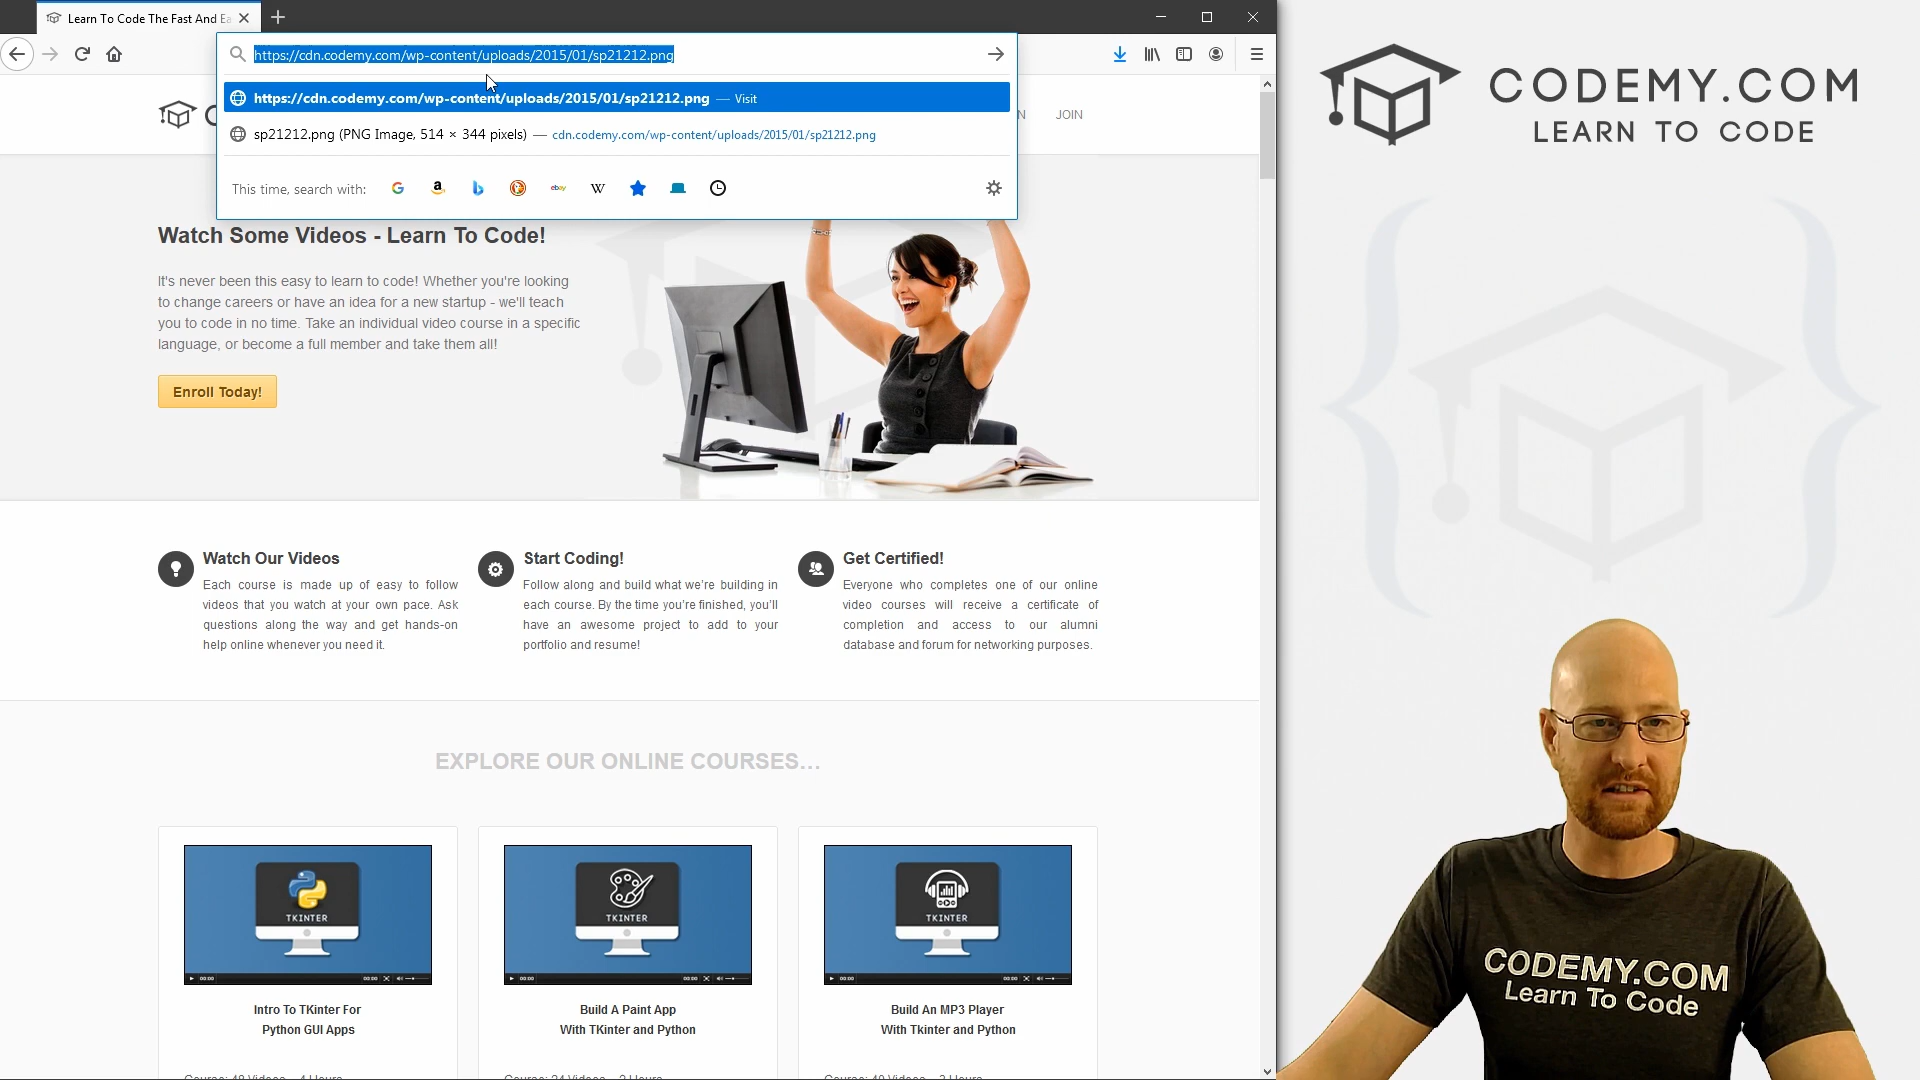 Learn To Code The Fast And Ea
https://cdn.codemy.com/wp-content/uploads/2015/01/sp21212.png
https://cdn.codemy.com/wp-content/uploads/2015/01/sp21212.png — Visit
sp21212.png (PNG Image, 514 × 344 pixels) — cdn.codemy.com/wp-content/uploads/2015/01/sp21212.png
This time, search with:
JOIN
Watch Some Videos - Learn To Code!
It's never been this easy to learn to code! Whether you're looking
to change careers or have an idea for a new startup - we'll teach
you to code in no time. Take an individual video course in a specific
language, or become a full member and take them all!
Enroll Today!
Watch Our Videos
Each course is made up of easy to follow
videos that you watch at your own pace. Ask
questions along the way and get hands-on
help online whenever you need it.
Start Coding!
Follow along and build what we're building in
each course. By the time you're finished, you'll
have an awesome project to add to your
portfolio and resume!
Get Certified!
Everyone who completes one of our online
video courses will receive a certificate of
completion and access to our alumni
database and forum for networking purposes.
EXPLORE OUR ONLINE COURSES...
TKINTER
TKINTER
TKINTER
Intro To TKinter For
Python GUI Apps
Build A Paint App
With TKinter and Python
Build An MP3 Player
With Tkinter and Python
CODEMY.COM
LEARN TO CODE
CODEMY.COM
Learn To Code